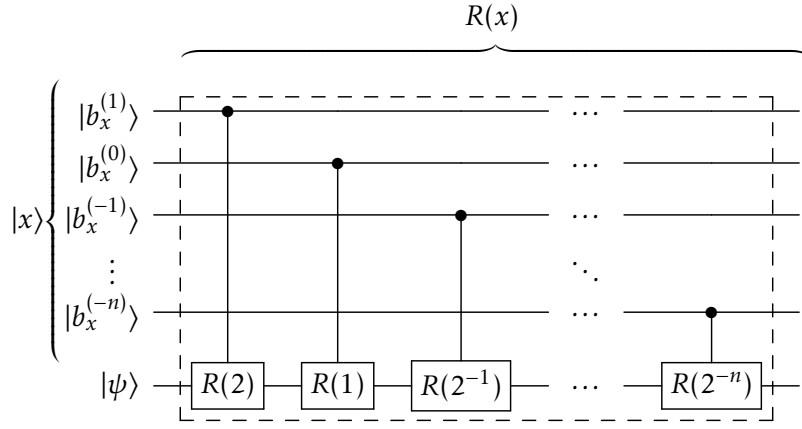 R(x)
|b_x^{(1)}⟩ ...
|b_x^{(0)}⟩ ...
|x⟩ { |b_x^{(-1)}⟩ ...
⋮ ⋱
|b_x^{(-n)}⟩ ...
|ψ⟩ R(2) R(1) R(2^{-1}) ... R(2^{-n})